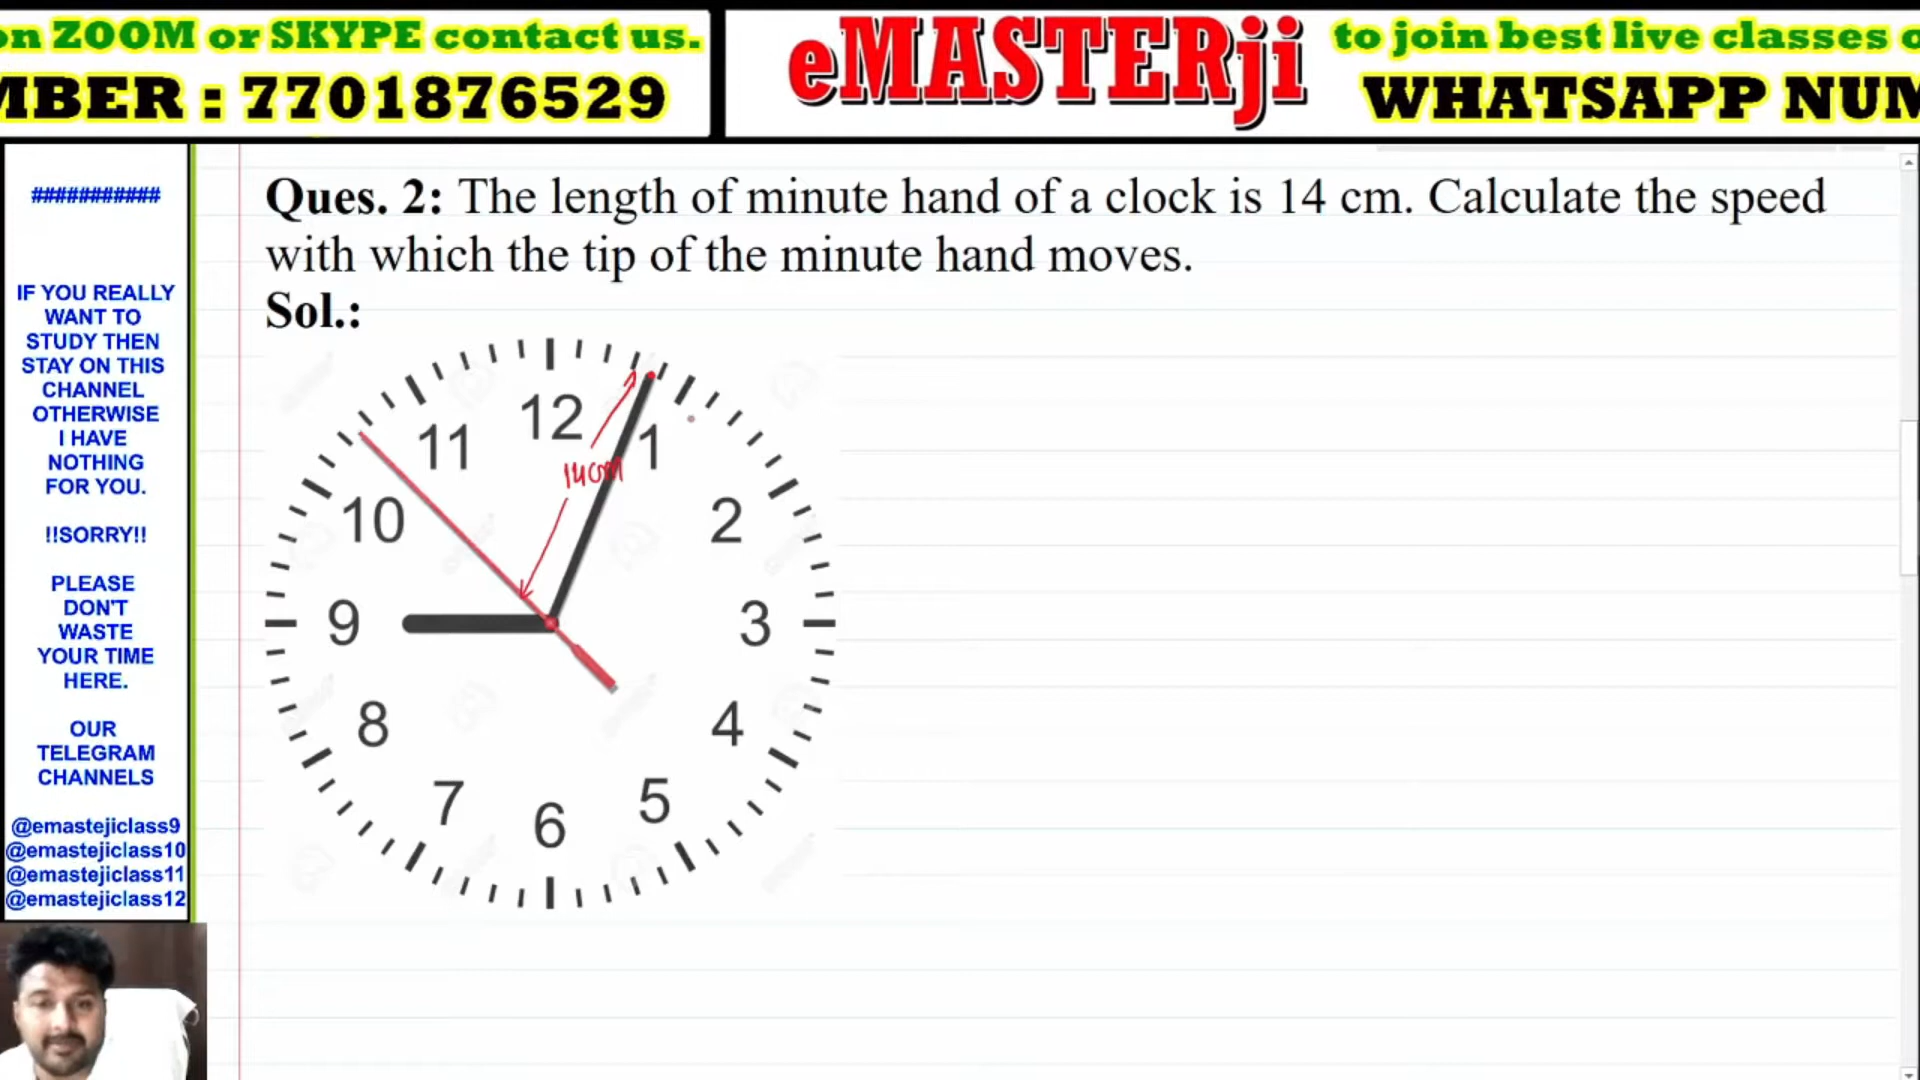 on ZOOM or SKYPE contact us.
MBER : 7701876529
eMASTERji
to join best live classes o
WHATSAPP NUM
###########
IF YOU REALLY
WANT TO
STUDY THEN
STAY ON THIS
CHANNEL
OTHERWISE
I HAVE
NOTHING
FOR YOU.
!!SORRY!!
PLEASE
DON'T
WASTE
YOUR TIME
HERE.
OUR
TELEGRAM
CHANNELS
@emastejiclass9
@emastejiclass10
@emastejiclass11
@emastejiclass12
Ques. 2: The length of minute hand of a clock is 14 cm. Calculate the speed
with which the tip of the minute hand moves.
Sol.:
12
1
2
3
4
5
6
7
8
9
10
11
14cm